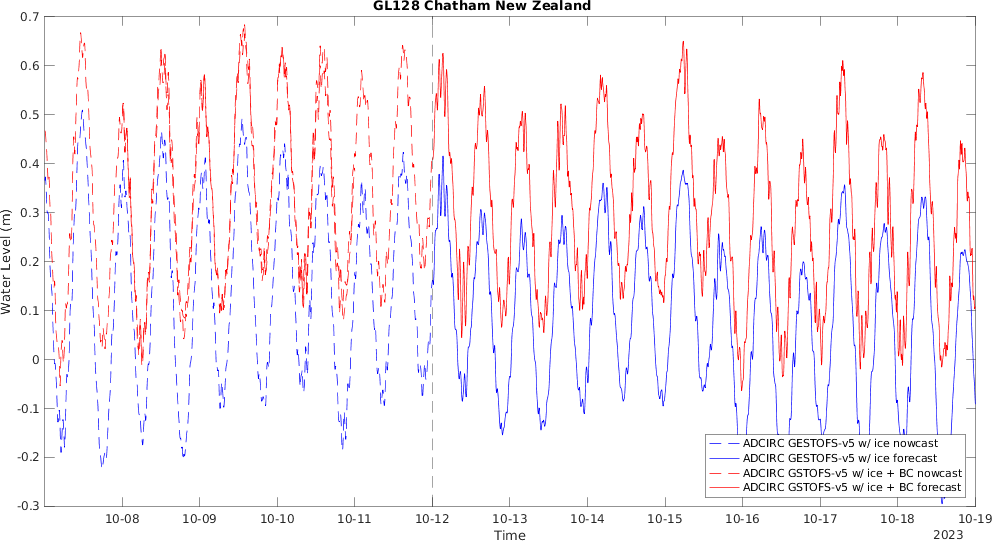 GL128 Chatham New Zealand
0.7
0.6
0.5
0.4
0.3
0.2
0.1
0
-0.1
-0.2
-0.3
Water Level (m)
ADCIRC GESTOFS-v5 w/ ice nowcast
ADCIRC GESTOFS-v5 w/ ice forecast
ADCIRC GSTOFS-v5 w/ ice + BC nowcast
ADCIRC GSTOFS-v5 w/ ice + BC forecast
10-08 10-09 10-10 10-11 10-12 10-13 10-14 10-15 10-16 10-17 10-18 10-19
Time
2023